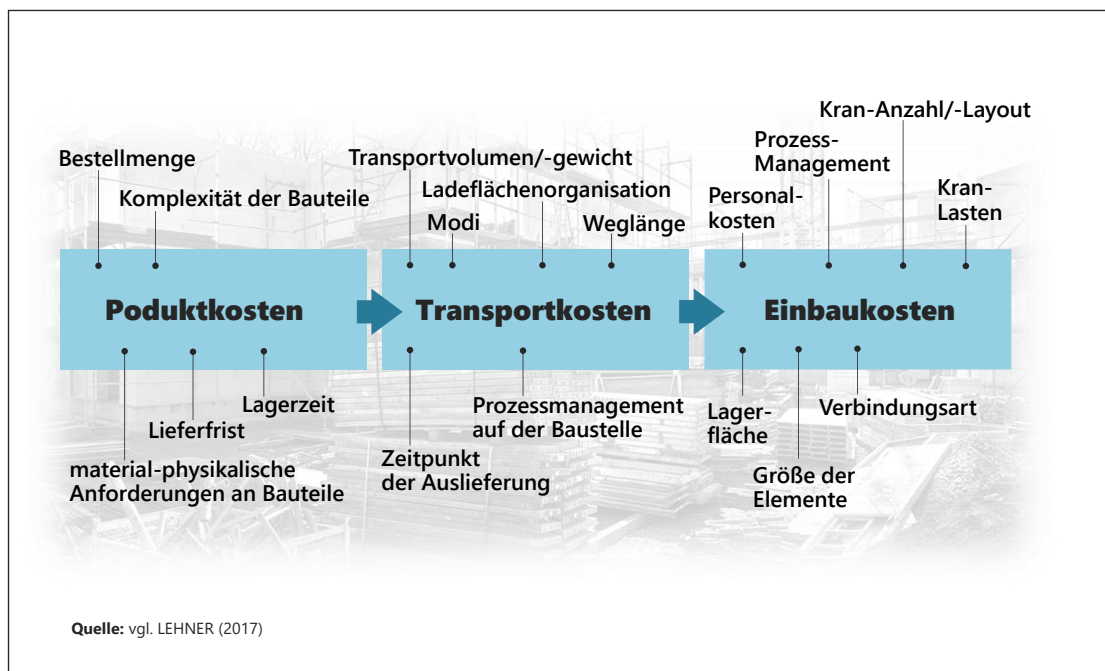 Kran-Anzahl/-Layout
Prozess-
Management
Bestellmenge
Transportvolumen/-gewicht
Komplexität der Bauteile
Ladeflächenorganisation
Personal-
kosten
Kran-
Lasten
Modi
Weglänge
Poduktkosten
Transportkosten
Einbaukosten
Lagerzeit
Lieferfrist
material-physikalische
Anforderungen an Bauteile
Prozessmanagement
auf der Baustelle
Zeitpunkt
der Auslieferung
Lager-
fläche
Verbindungsart
Größe der
Elemente
Quelle: vgl. LEHNER (2017)